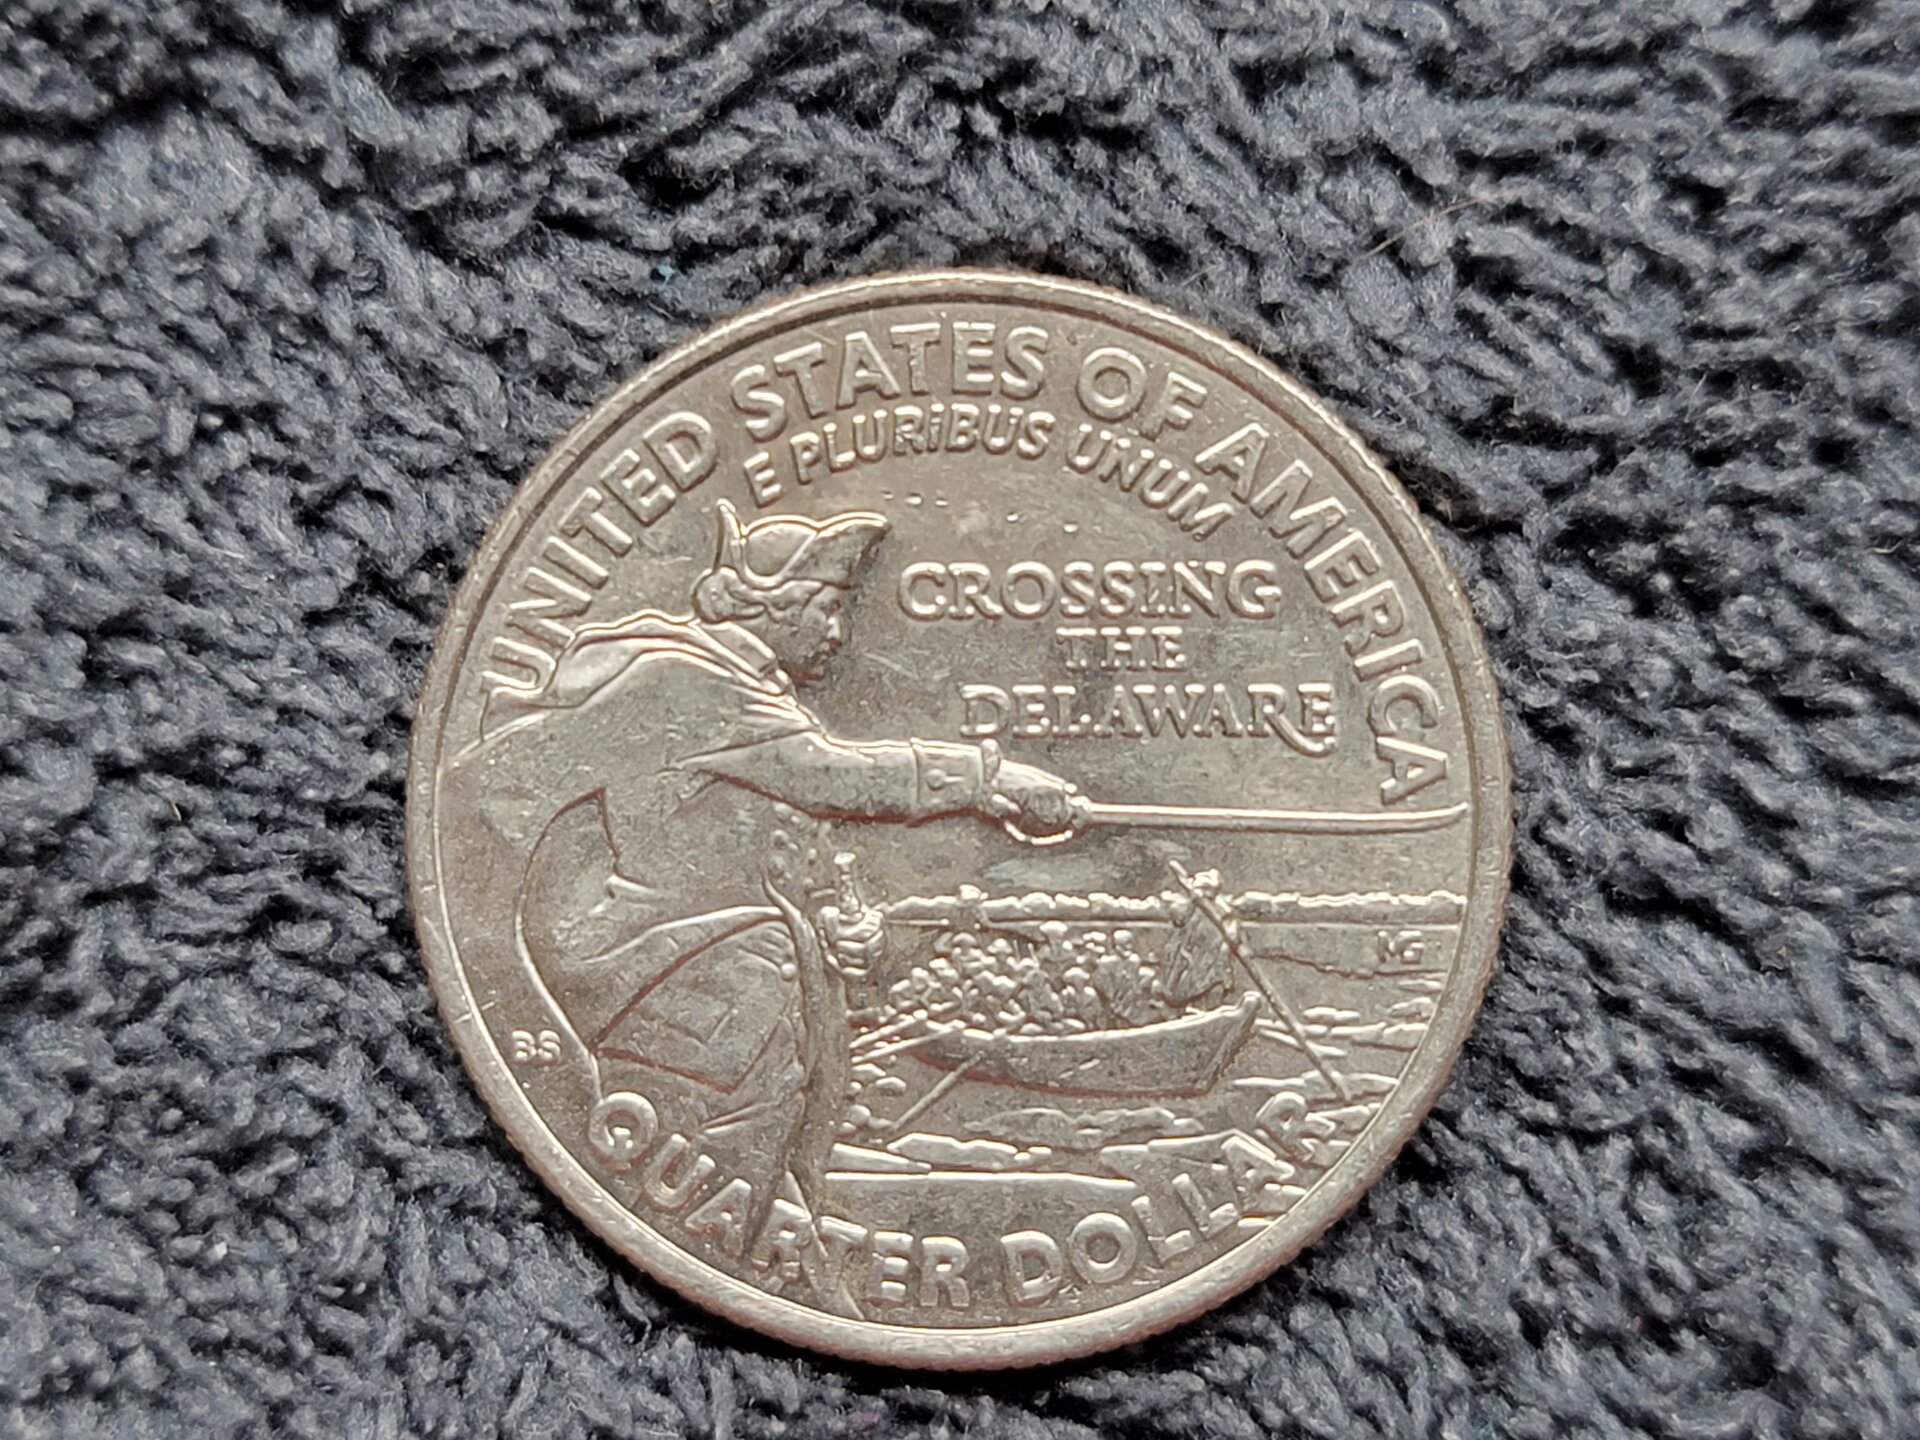 UNITED STATES OF AMERICA
E PLURiBUS UNUM
CROSSING
THE
DELAWARE
MG
BS
QUARTER DOLLAR